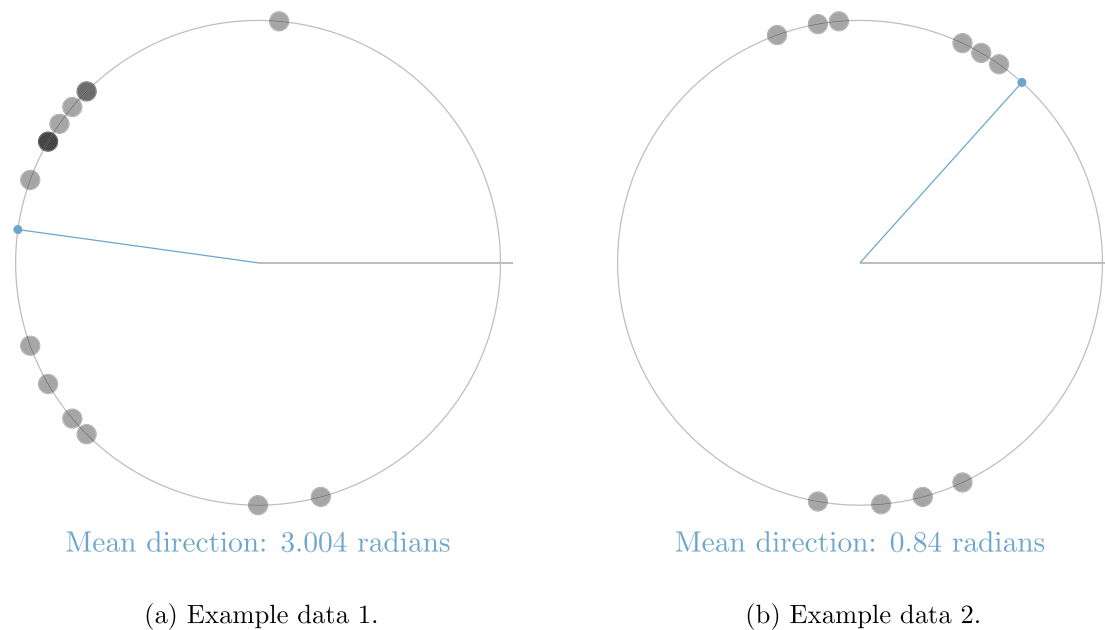 Mean direction: 3.004 radians
Mean direction: 0.84 radians
(a) Example data 1.
(b) Example data 2.